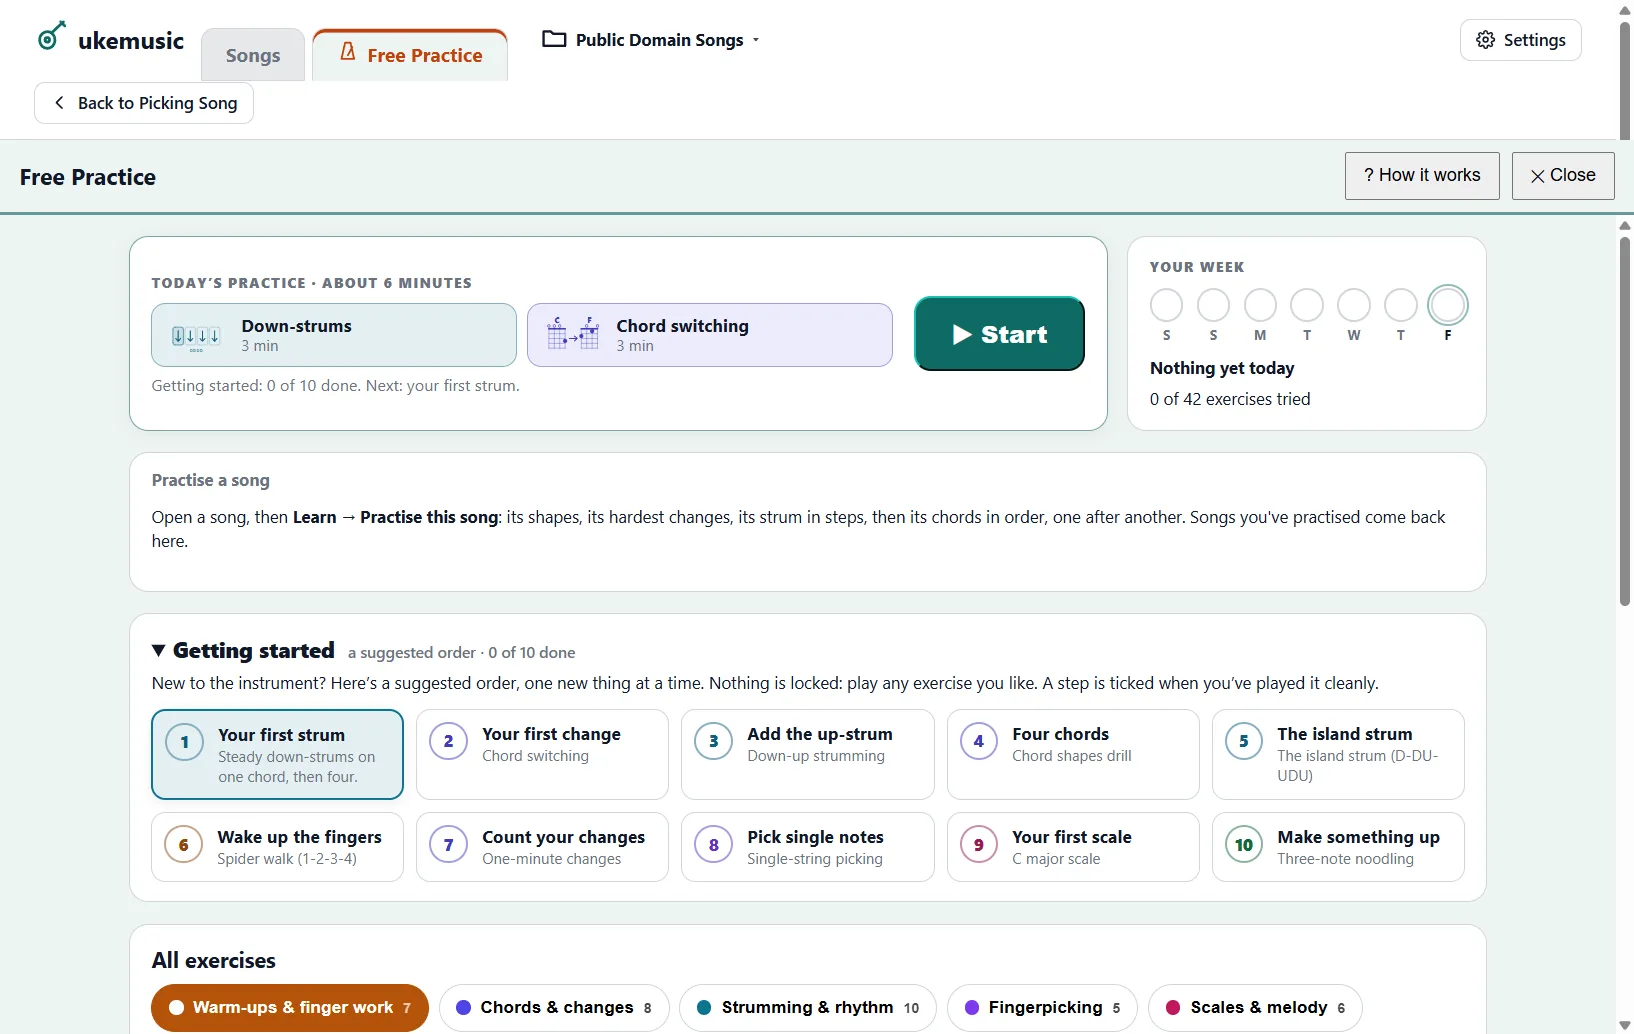 ukemusic
Songs
Free Practice
Public Domain Songs
Settings
Back to Picking Song
Free Practice
? How it works
Close
TODAY'S PRACTICE · ABOUT 6 MINUTES
Down-strums
3 min
C F
Chord switching
3 min
Start
Getting started: 0 of 10 done. Next: your first strum.
YOUR WEEK
S S M T W T F
Nothing yet today
0 of 42 exercises tried
Practise a song
Open a song, then Learn → Practise this song: its shapes, its hardest changes, its strum in steps, then its chords in order, one after another. Songs you've practised come back
here.
Getting started a suggested order · 0 of 10 done
New to the instrument? Here’s a suggested order, one new thing at a time. Nothing is locked: play any exercise you like. A step is ticked when you’ve played it cleanly.
1 Your first strum
Steady down-strums on
one chord, then four.
2 Your first change
Chord switching
3 Add the up-strum
Down-up strumming
4 Four chords
Chord shapes drill
5 The island strum
The island strum (D-DU-
UDU)
6 Wake up the fingers
Spider walk (1-2-3-4)
7 Count your changes
One-minute changes
8 Pick single notes
Single-string picking
9 Your first scale
C major scale
10 Make something up
Three-note noodling
All exercises
Warm-ups & finger work 7
Chords & changes 8
Strumming & rhythm 10
Fingerpicking 5
Scales & melody 6